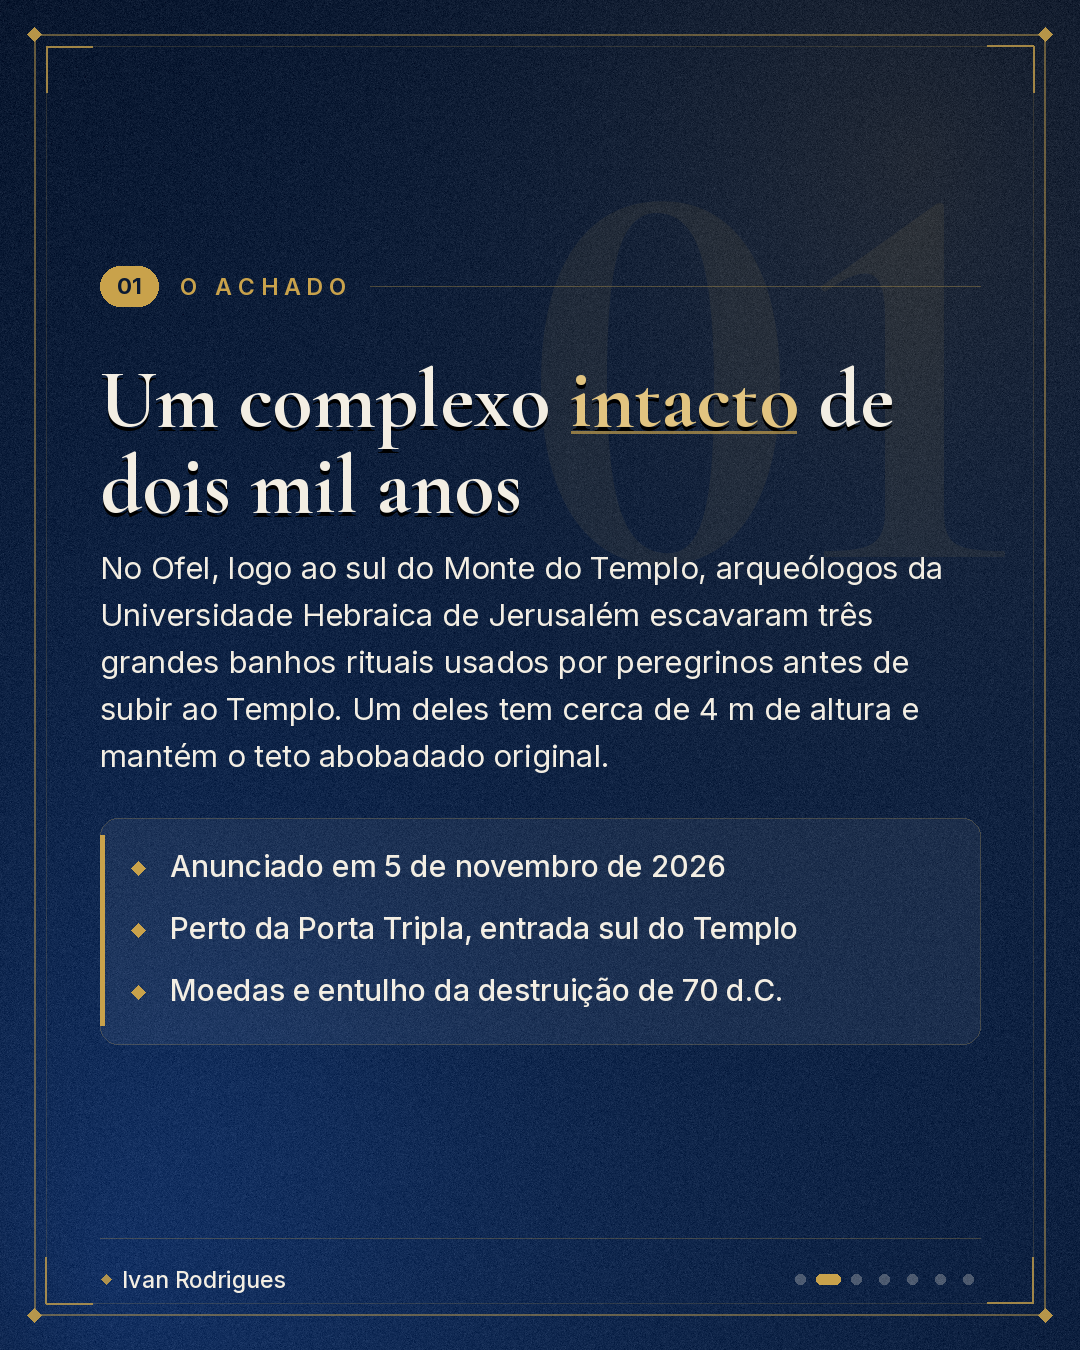 01
01 O ACHADO
Um complexo intacto de
dois mil anos
No Ofel, logo ao sul do Monte do Templo, arqueólogos da
Universidade Hebraica de Jerusalém escavaram três
grandes banhos rituais usados por peregrinos antes de
subir ao Templo. Um deles tem cerca de 4 m de altura e
mantém o teto abobadado original.
Anunciado em 5 de novembro de 2026
Perto da Porta Tripla, entrada sul do Templo
Moedas e entulho da destruição de 70 d.C.
Ivan Rodrigues